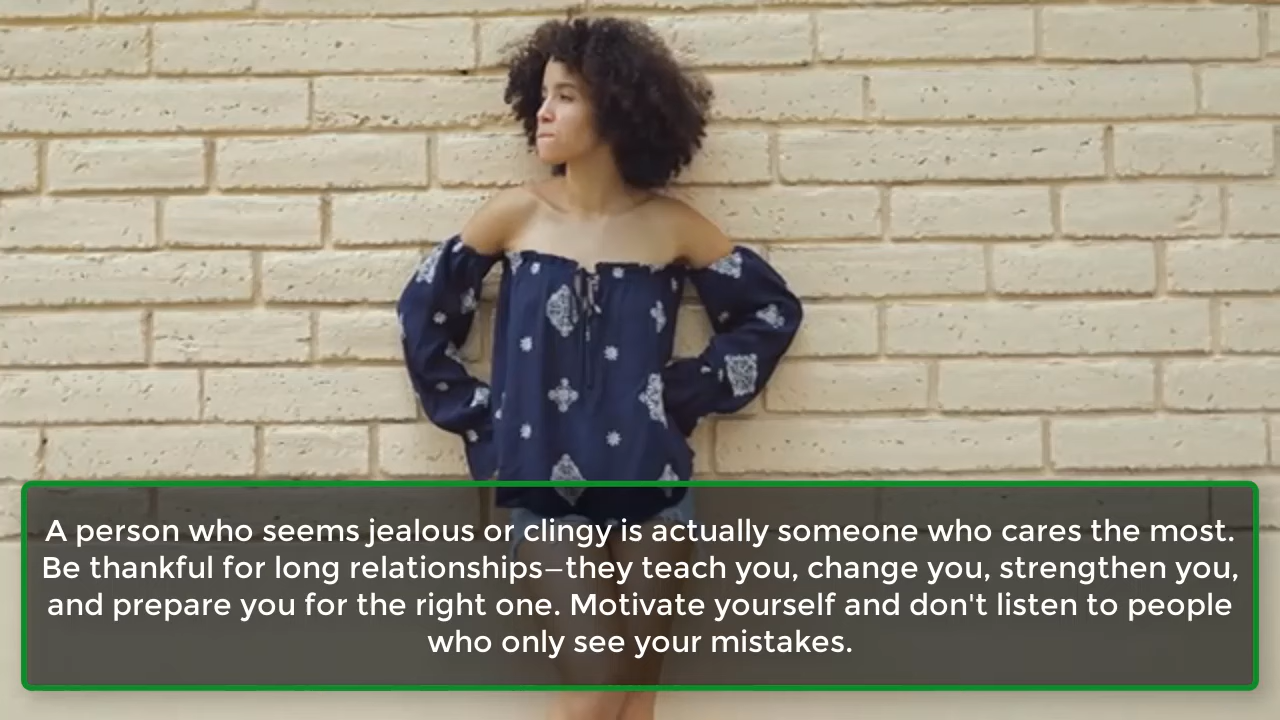 A person who seems jealous or clingy is actually someone who cares the most.
Be thankful for long relationships—they teach you, change you, strengthen you,
and prepare you for the right one. Motivate yourself and don't listen to people
who only see your mistakes.